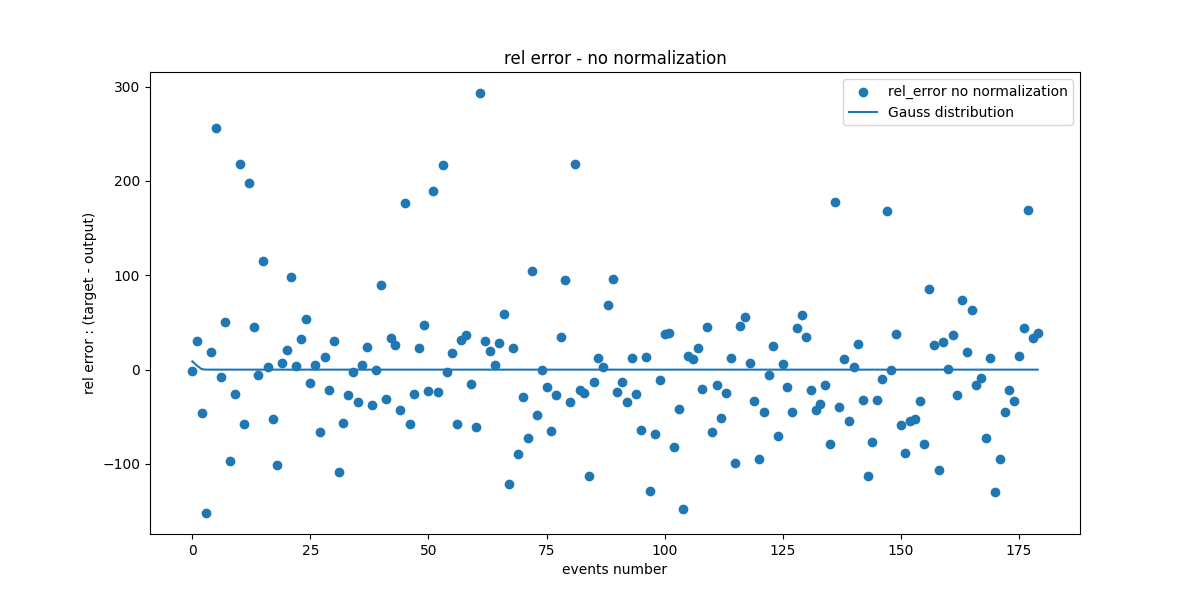 rel error - no normalization
rel_error no normalization
Gauss distribution
300
200
100
0
−100
rel error : (target - output)
0 25 50 75 100 125 150 175
events number